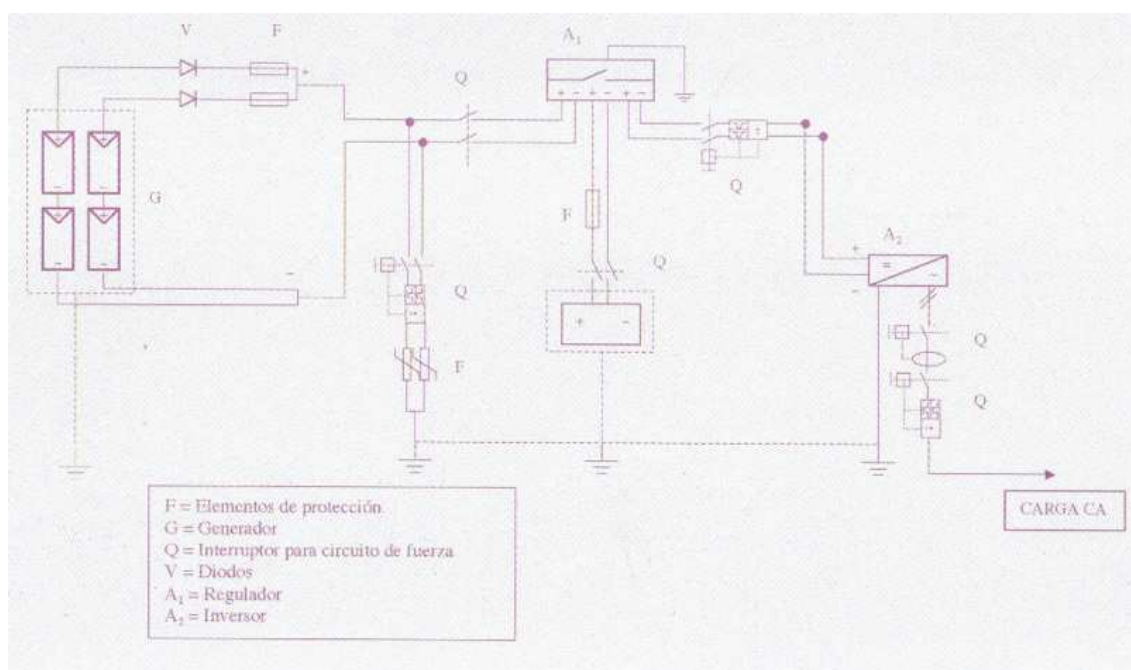 V
F
A₁
Q
+
+ - + - + -
G
Q
F
A₂
Q
+
-
-
Q
+ -
Q
F
Q
F = Elementos de protección
G = Generador
Q = Interruptor para circuito de fuerza
V = Diodos
A₁ = Regulador
A₂ = Inversor
CARGA CA